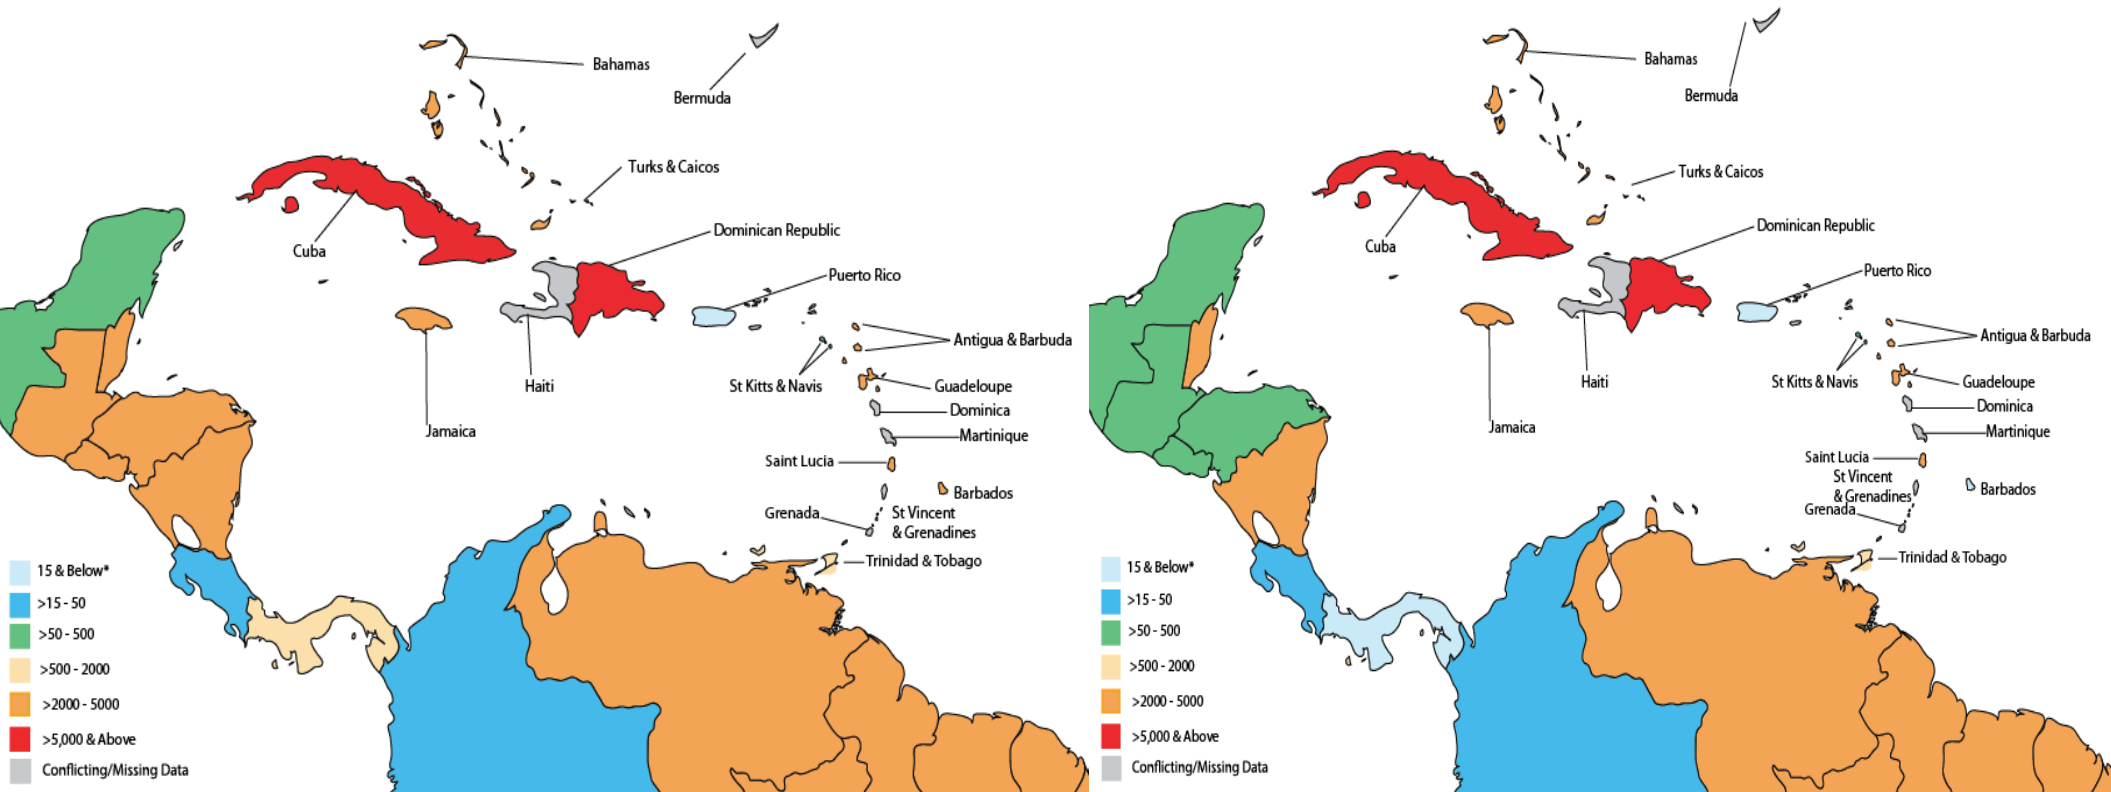 Bahamas
Bermuda
Turks & Caicos
Cuba
Dominican Republic
Puerto Rico
Antigua & Barbuda
Haiti
St Kitts & Navis
Guadeloupe
Dominica
Jamaica
Martinique
Saint Lucia
Barbados
Grenada
St Vincent
& Grenadines
Trinidad & Tobago
15 & Below*
>15 - 50
>50 - 500
>500 - 2000
>2000 - 5000
>5,000 & Above
Conflicting/Missing Data
Bahamas
Bermuda
Turks & Caicos
Dominican Republic
Cuba
Puerto Rico
Antigua & Barbuda
Haiti
St Kitts & Navis
Guadeloupe
Dominica
Jamaica
Martinique
Saint Lucia
St Vincent
& Grenadines
Barbados
Grenada
Trinidad & Tobago
15 & Below*
>15 - 50
>50 - 500
>500 - 2000
>2000 - 5000
>5,000 & Above
Conflicting/Missing Data